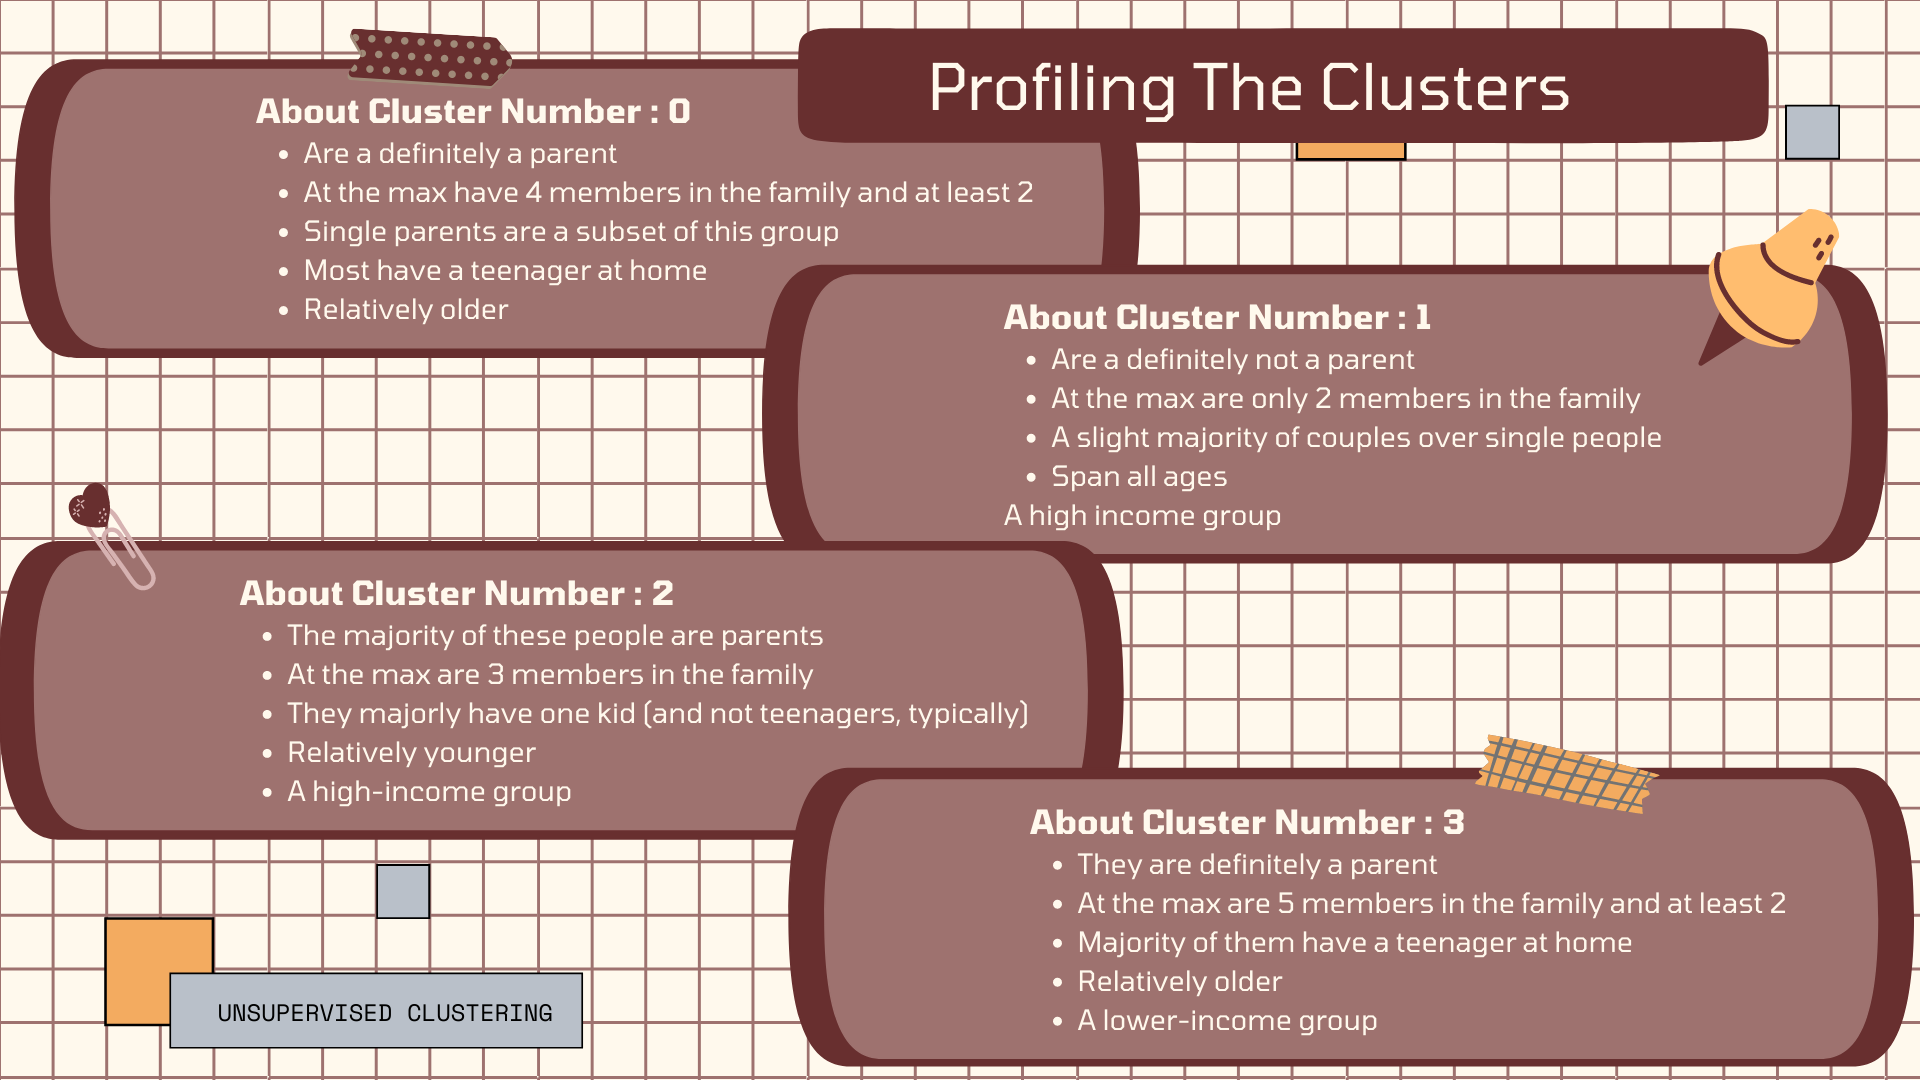 Profiling The Clusters
About Cluster Number : 0
• Are a definitely a parent
• At the max have 4 members in the family and at least 2
• Single parents are a subset of this group
• Most have a teenager at home
• Relatively older
About Cluster Number : 1
• Are a definitely not a parent
• At the max are only 2 members in the family
• A slight majority of couples over single people
• Span all ages
A high income group
About Cluster Number : 2
• The majority of these people are parents
• At the max are 3 members in the family
• They majorly have one kid (and not teenagers, typically)
• Relatively younger
• A high-income group
About Cluster Number : 3
• They are definitely a parent
• At the max are 5 members in the family and at least 2
• Majority of them have a teenager at home
• Relatively older
• A lower-income group
UNSUPERVISED CLUSTERING